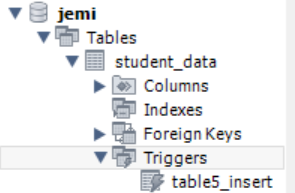 jemi
Tables
student_data
Columns
Indexes
Foreign Keys
Triggers
table5_insert